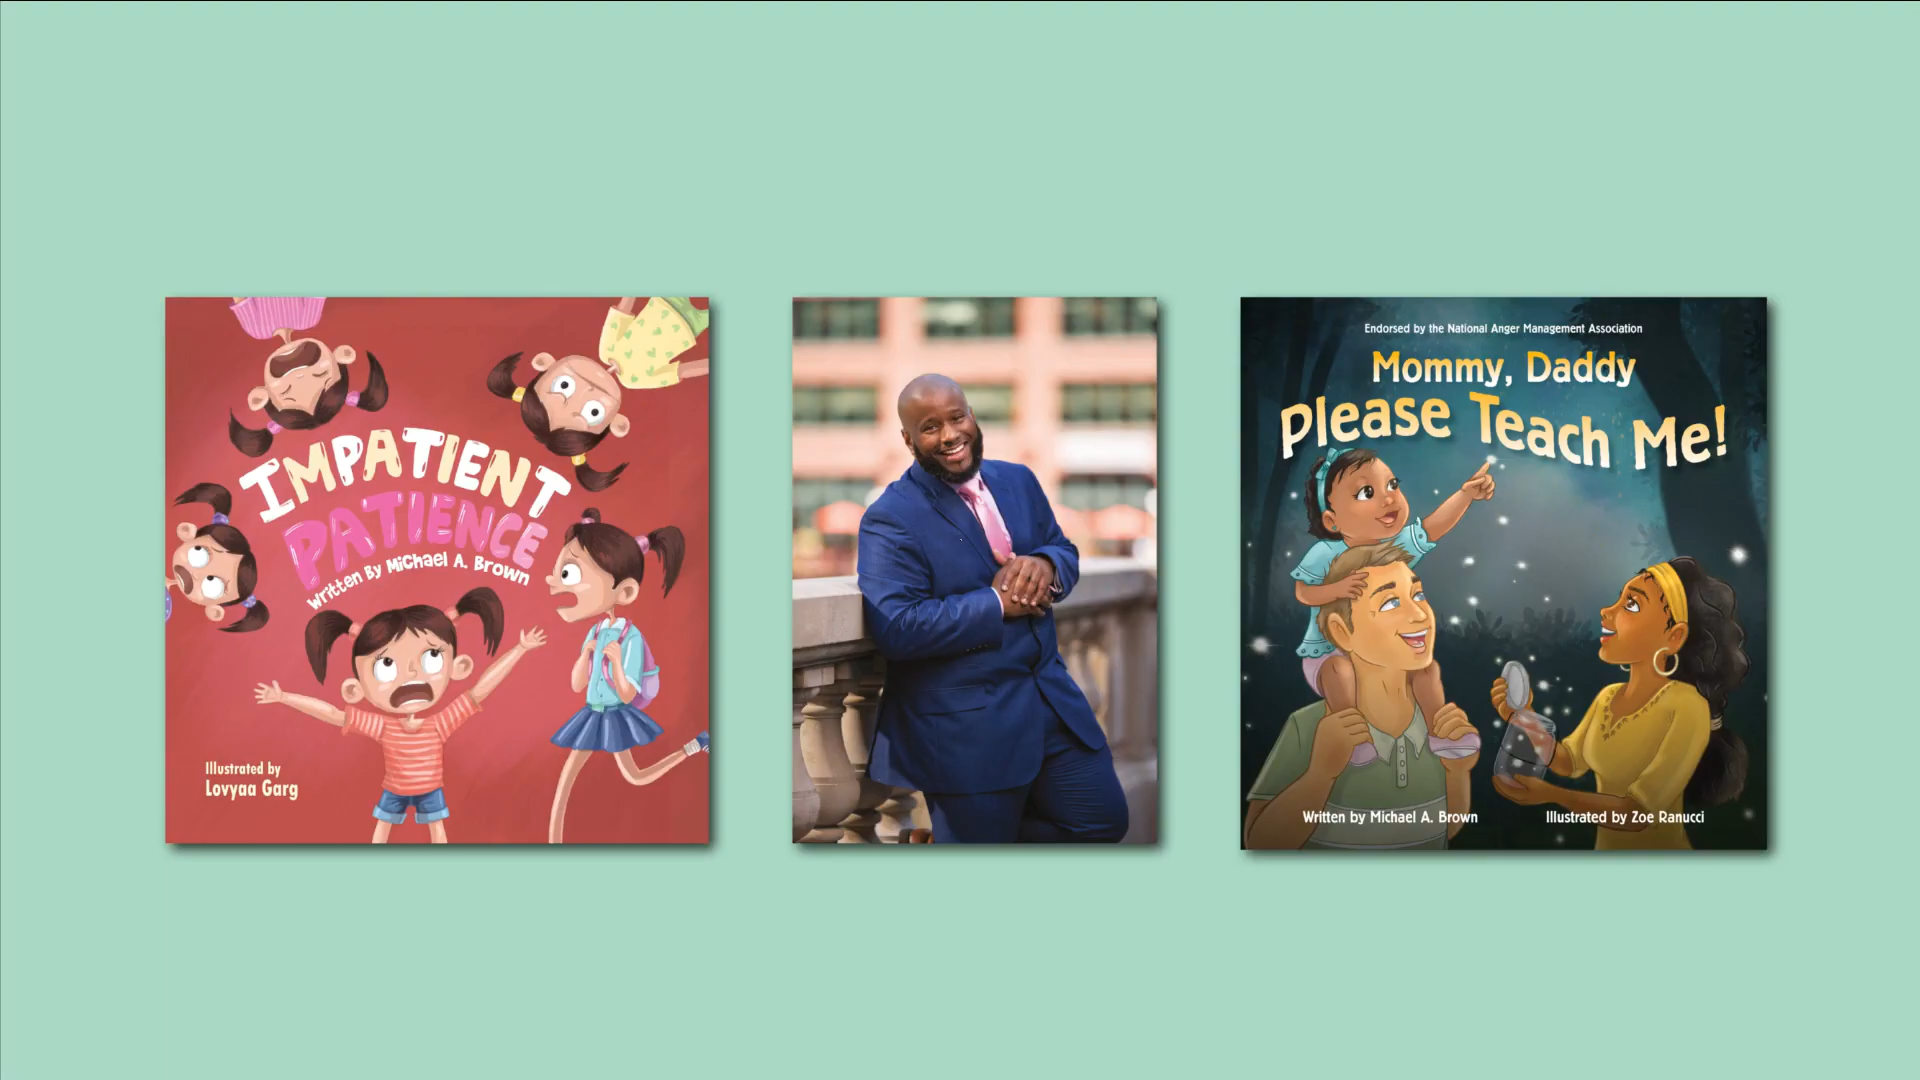 IMPATIENT
PATIENCE
Written By Michael A. Brown
Illustrated by
Lovyaa Garg
Endorsed by the National Anger Management Association
Mommy, Daddy
Please Teach Me!
Written by Michael A. Brown
Illustrated by Zoe Ranucci